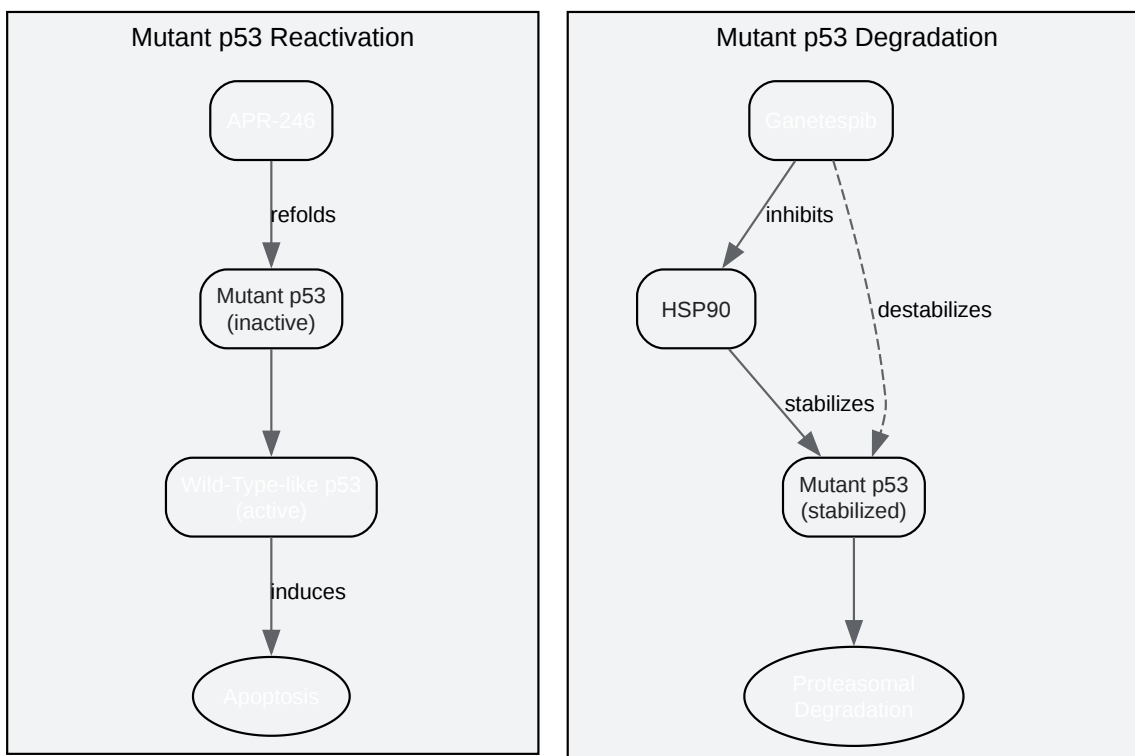 Mutant p53 Reactivation
APR-246
refolds
Mutant p53
(inactive)
Wild-Type-like p53
(active)
induces
Apoptosis
Mutant p53 Degradation
Ganetespib
inhibits
HSP90
destabilizes
stabilizes
Mutant p53
(stabilized)
Proteasomal
Degradation